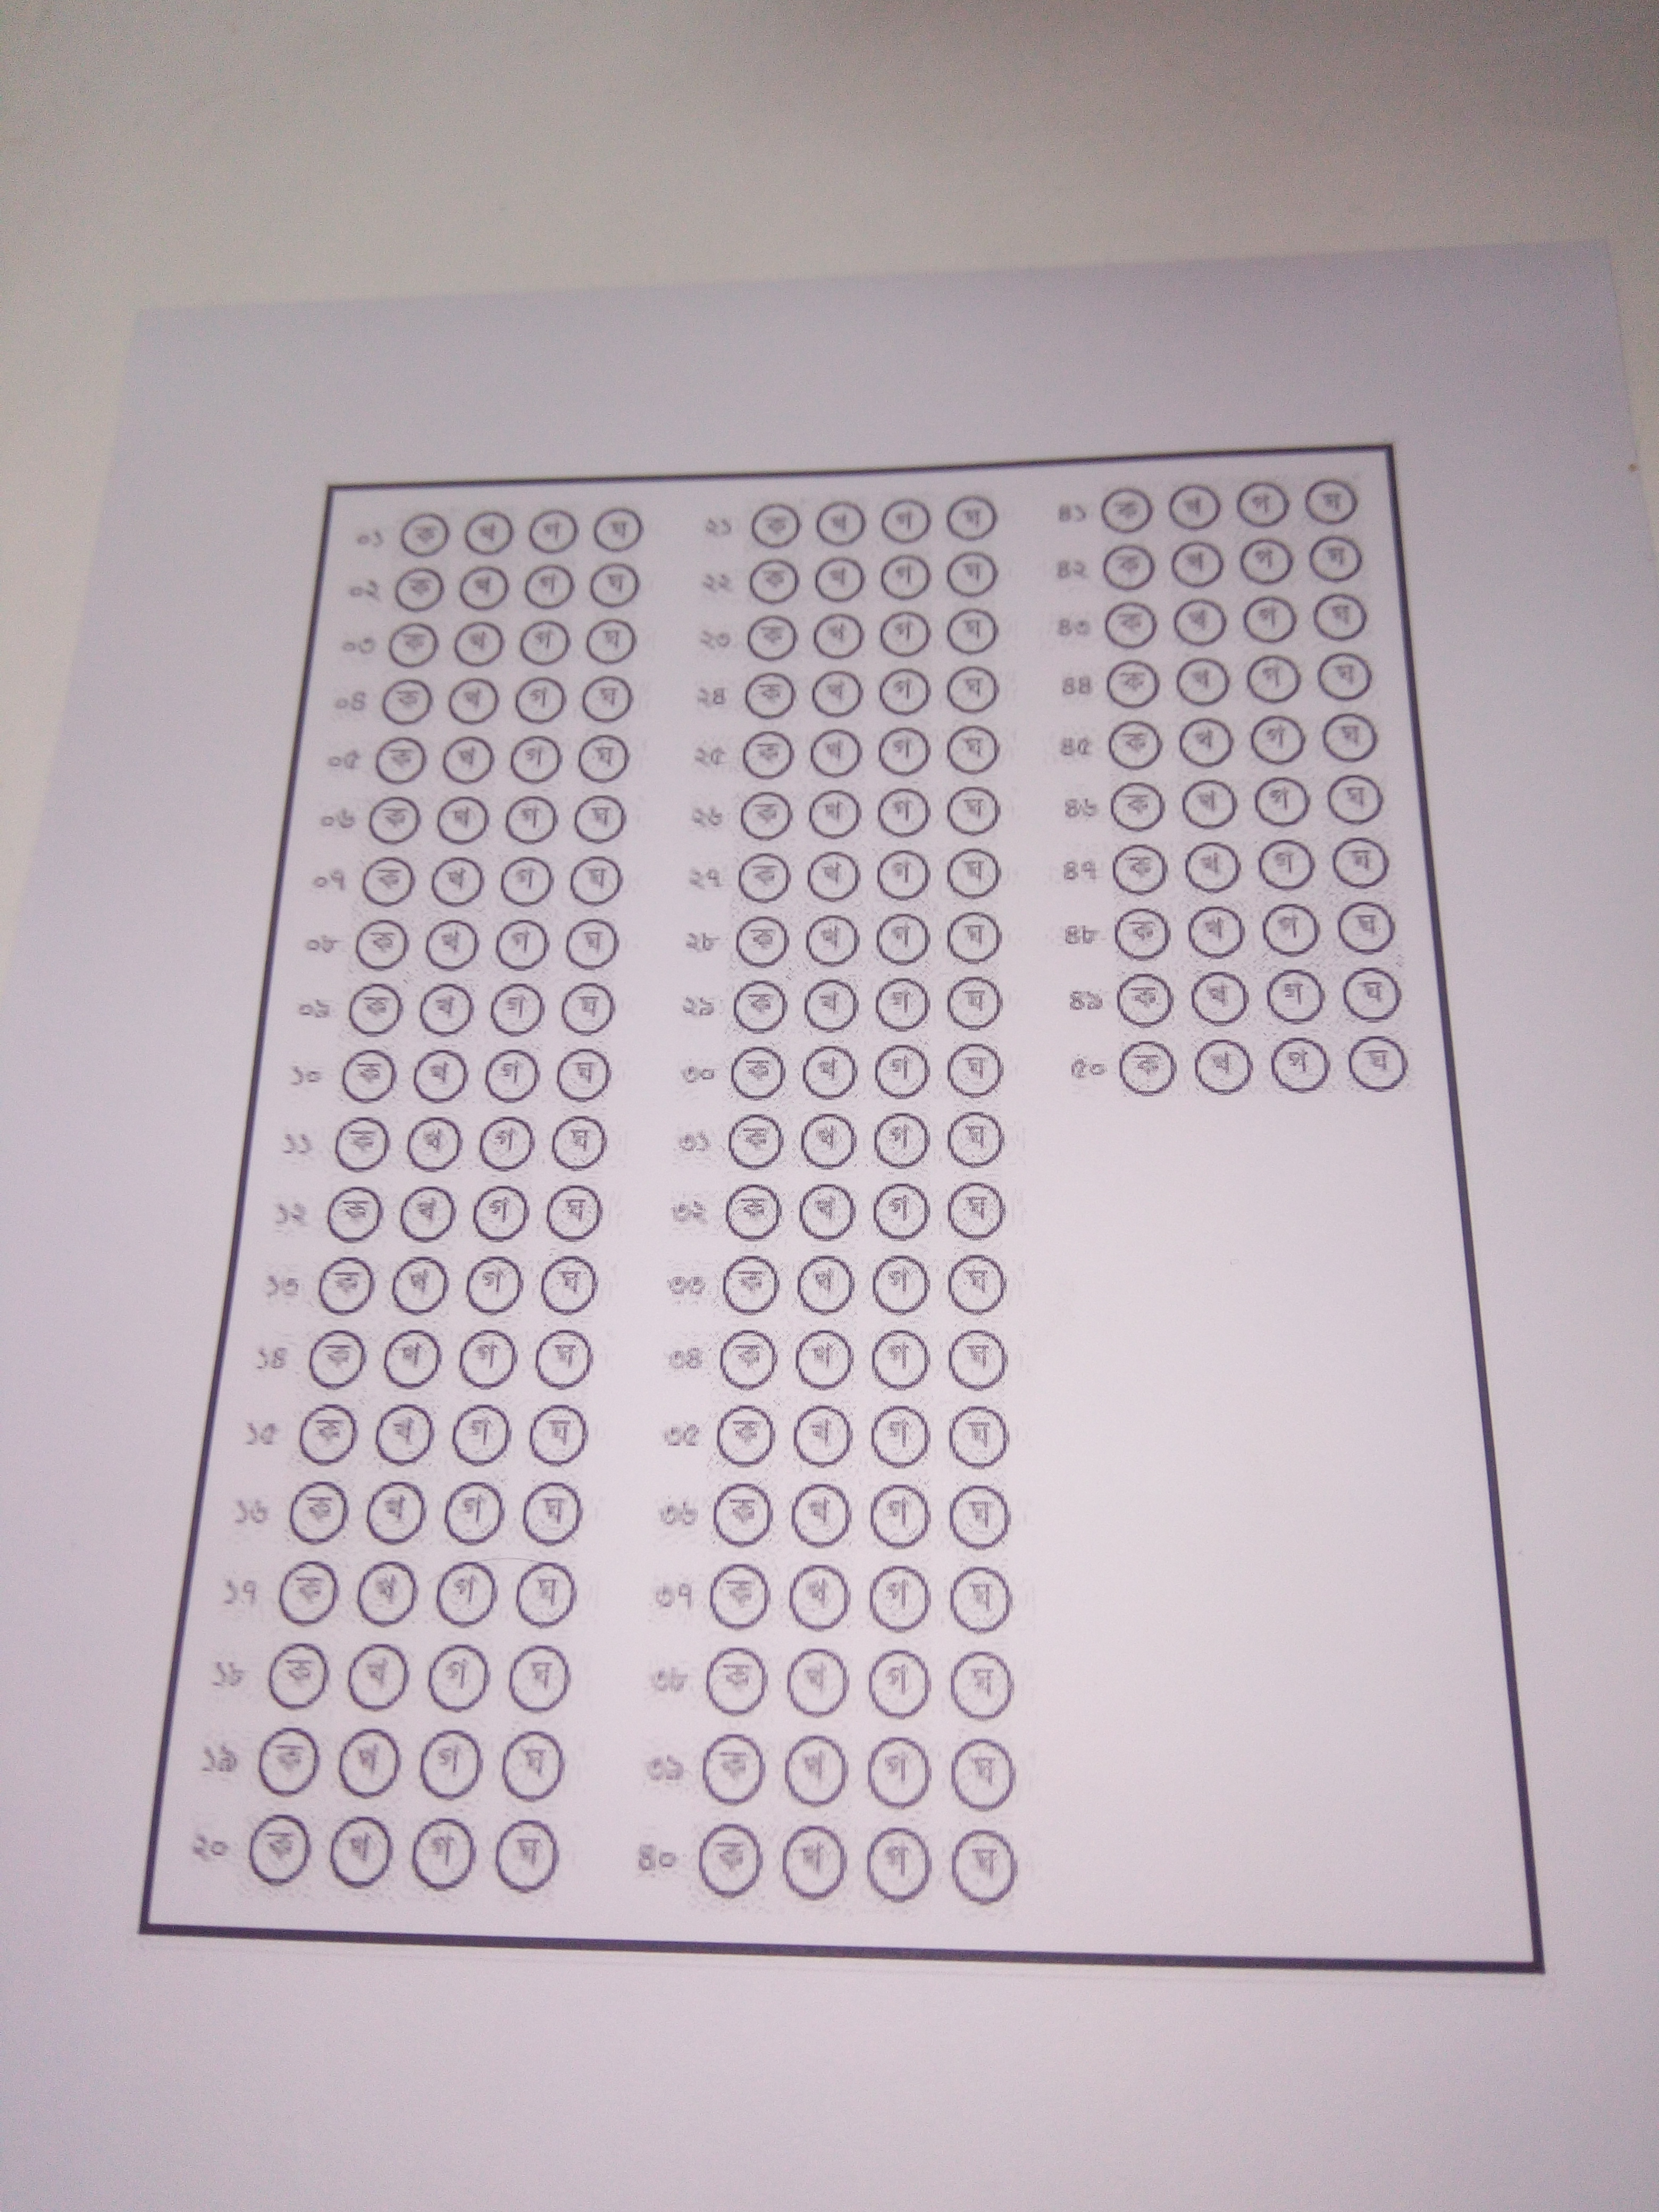 ০১ ক খ গ ঘ
০২ ক খ গ ঘ
০৩ ক খ গ ঘ
০৪ ক খ গ ঘ
০৫ ক খ গ ঘ
০৬ ক খ গ ঘ
০৭ ক খ গ ঘ
০৮ ক খ গ ঘ
০৯ ক খ গ ঘ
১০ ক খ গ ঘ
১১ ক খ গ ঘ
১২ ক খ গ ঘ
১৩ ক খ গ ঘ
১৪ ক খ গ ঘ
১৫ ক খ গ ঘ
১৬ ক খ গ ঘ
১৭ ক খ গ ঘ
১৮ ক খ গ ঘ
১৯ ক খ গ ঘ
২০ ক খ গ ঘ
২১ ক খ গ ঘ
২২ ক খ গ ঘ
২৩ ক খ গ ঘ
২৪ ক খ গ ঘ
২৫ ক খ গ ঘ
২৬ ক খ গ ঘ
২৭ ক খ গ ঘ
২৮ ক খ গ ঘ
২৯ ক খ গ ঘ
৩০ ক খ গ ঘ
৩১ ক খ গ ঘ
৩২ ক খ গ ঘ
৩৩ ক খ গ ঘ
৩৪ ক খ গ ঘ
৩৫ ক খ গ ঘ
৩৬ ক খ গ ঘ
৩৭ ক খ গ ঘ
৩৮ ক খ গ ঘ
৩৯ ক খ গ ঘ
৪০ ক খ গ ঘ
৪১ ক খ গ ঘ
৪২ ক খ গ ঘ
৪৩ ক খ গ ঘ
৪৪ ক খ গ ঘ
৪৫ ক খ গ ঘ
৪৬ ক খ গ ঘ
৪৭ ক খ গ ঘ
৪৮ ক খ গ ঘ
৪৯ ক খ গ ঘ
৫০ ক খ গ ঘ